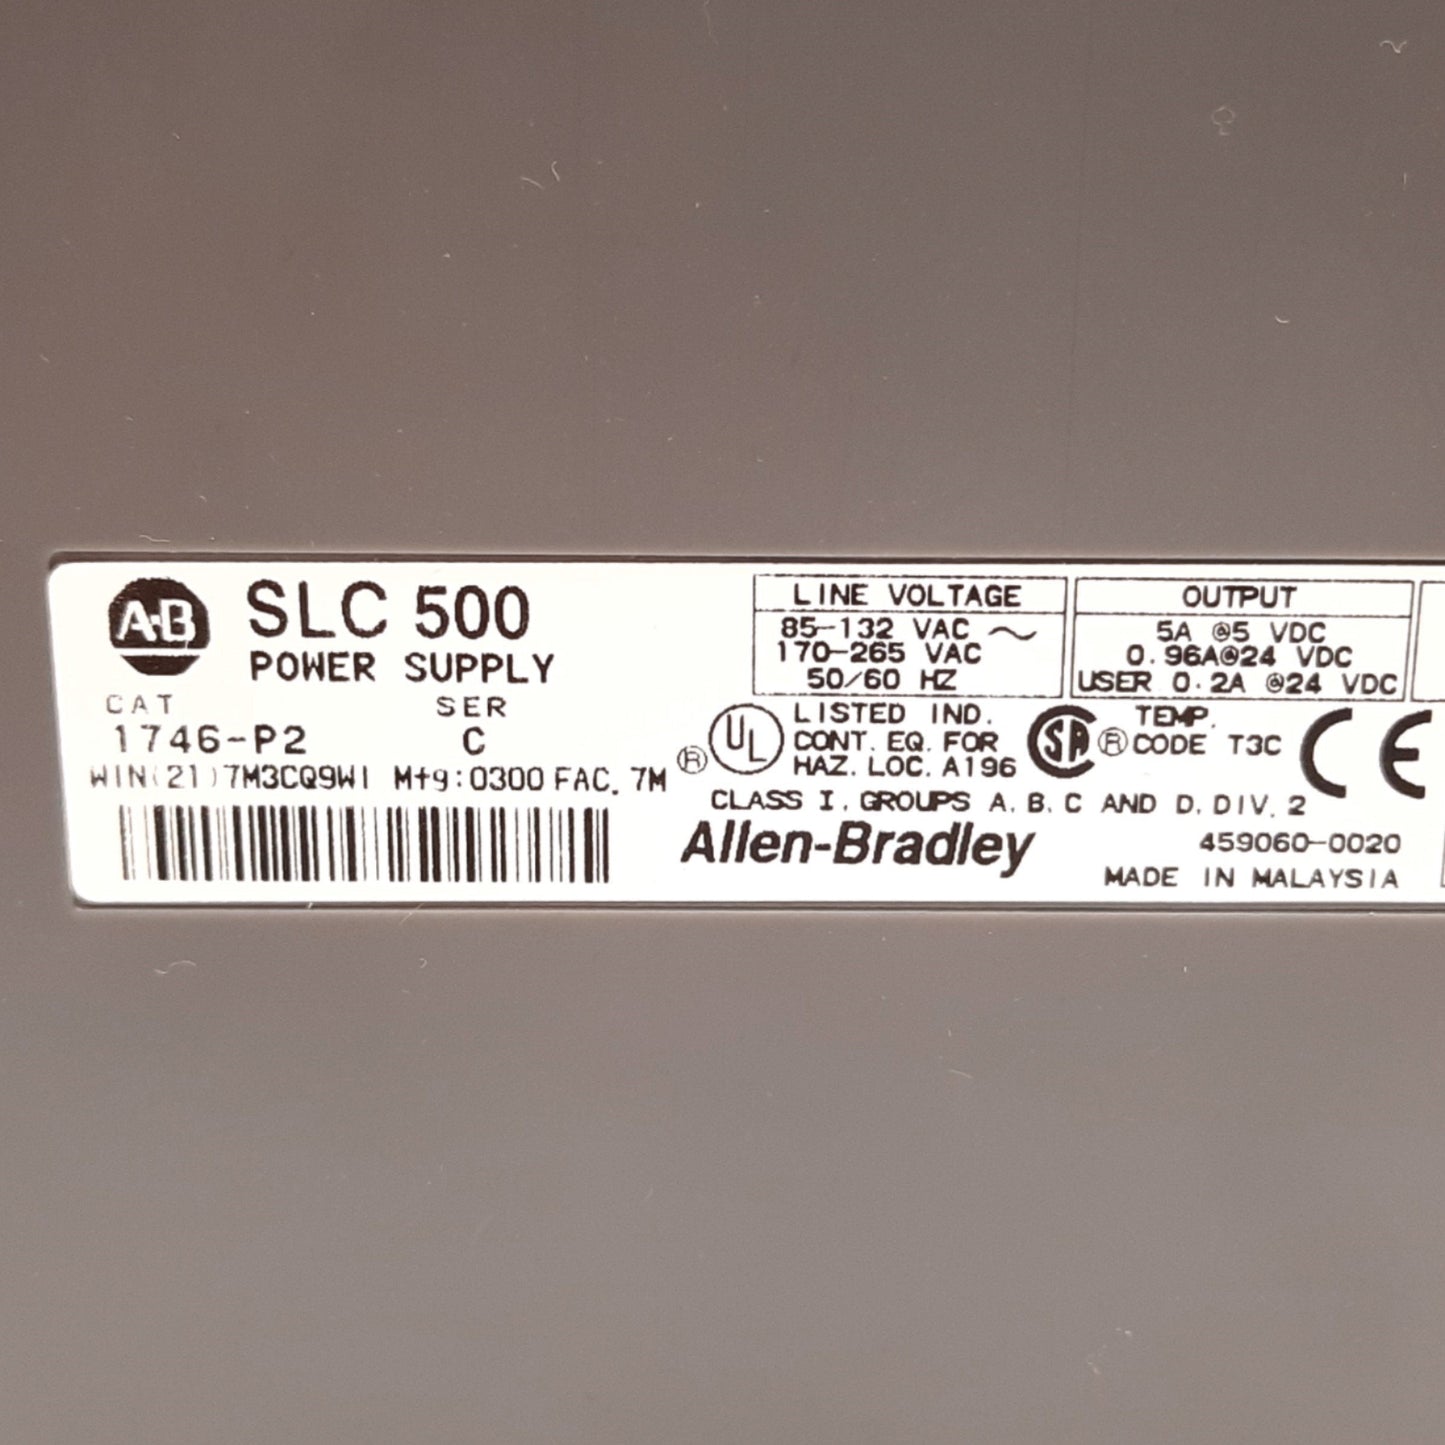 A-B SLC 500
POWER SUPPLY
CAT SER
1746-P2 C
WIN(21)7M3CQ9WI Mfg:0300 FAC. 7M
LINE VOLTAGE
85-132 VAC ~
170-265 VAC
50/60 HZ
OUTPUT
5A @5 VDC
0.96A@24 VDC
USER 0.2A @24 VDC
UL ® LISTED IND.
CONT. EQ. FOR
HAZ. LOC. A196
SA ® TEMP.
CODE T3C
CE
CLASS I, GROUPS A, B, C AND D, DIV. 2
Allen-Bradley
459060-0020
MADE IN MALAYSIA